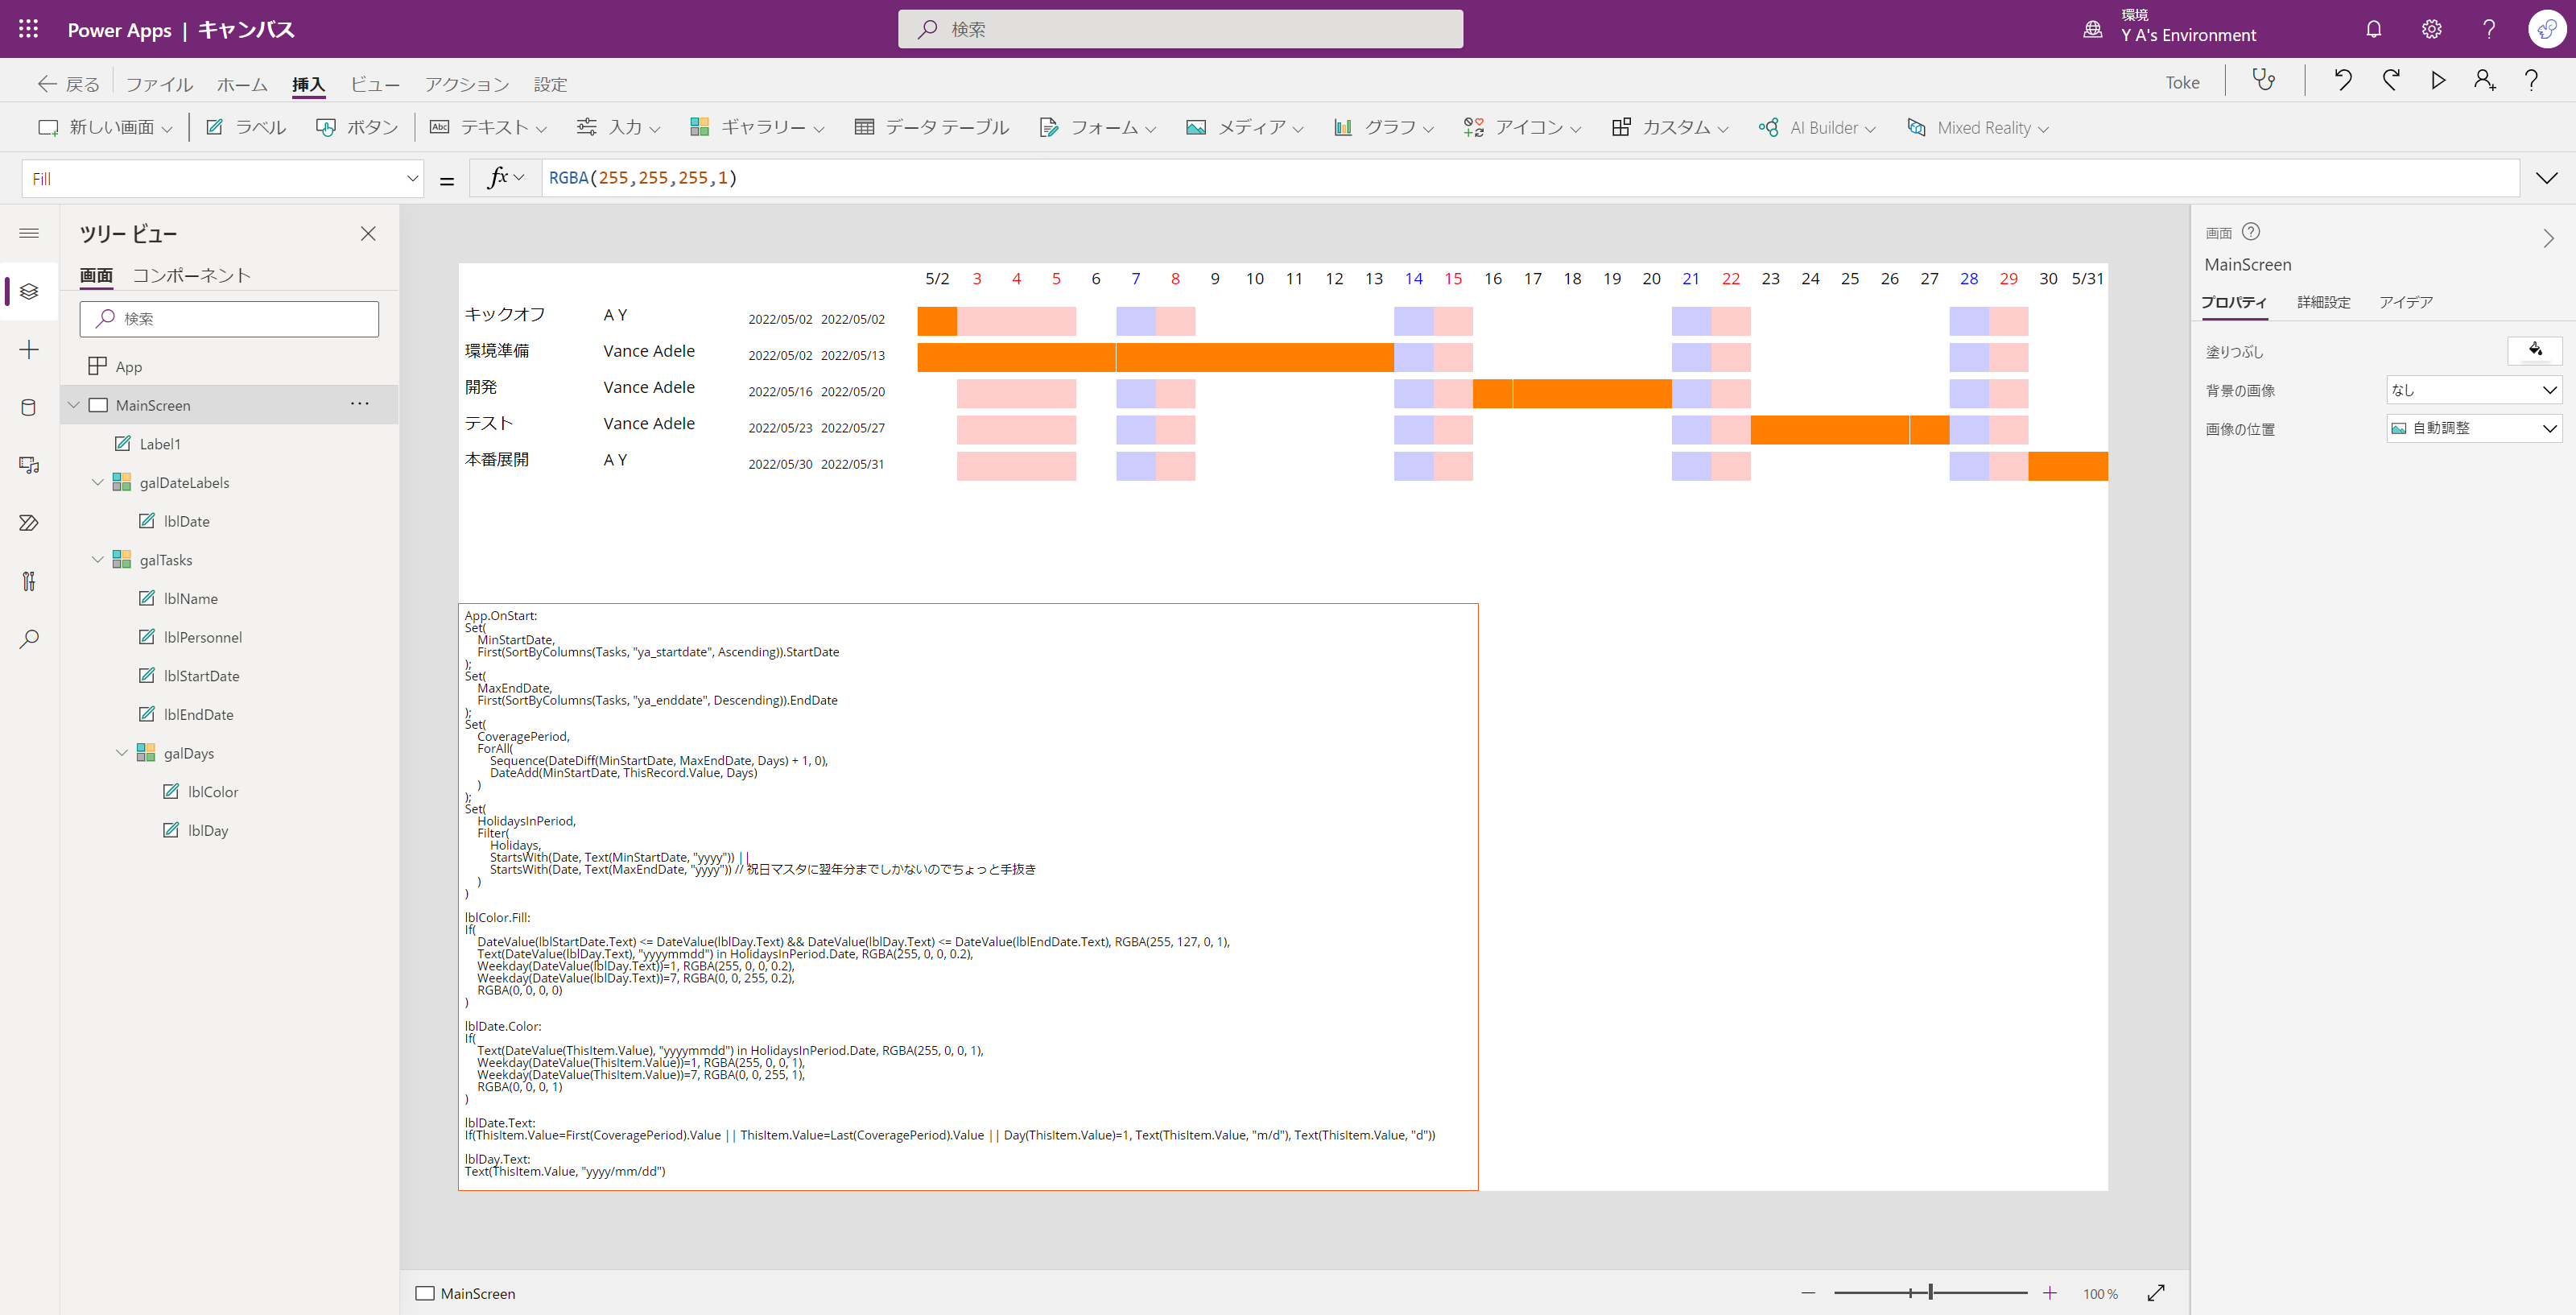 Power Apps | キャンバス
検索
環境
Y A's Environment
戻る ファイル ホーム 挿入 ビュー アクション 設定
Toke
新しい画面 ラベル ボタン Abc テキスト 入力 ギャラリー データ テーブル フォーム メディア グラフ アイコン カスタム AI Builder Mixed Reality
Fill = fx RGBA(255,255,255,1)
ツリー ビュー
画面 コンポーネント
検索
App
MainScreen ...
Label1
galDateLabels
lblDate
galTasks
lblName
lblPersonnel
lblStartDate
lblEndDate
galDays
lblColor
lblDay
5/2 3 4 5 6 7 8 9 10 11 12 13 14 15 16 17 18 19 20 21 22 23 24 25 26 27 28 29 30 5/31
キックオフ A Y 2022/05/02 2022/05/02
環境準備 Vance Adele 2022/05/02 2022/05/13
開発 Vance Adele 2022/05/16 2022/05/20
テスト Vance Adele 2022/05/23 2022/05/27
本番展開 A Y 2022/05/30 2022/05/31
App.OnStart:
Set(
MinStartDate,
First(SortByColumns(Tasks, "ya_startdate", Ascending)).StartDate
);
Set(
MaxEndDate,
First(SortByColumns(Tasks, "ya_enddate", Descending)).EndDate
);
Set(
CoveragePeriod,
ForAll(
Sequence(DateDiff(MinStartDate, MaxEndDate, Days) + 1, 0),
DateAdd(MinStartDate, ThisRecord.Value, Days)
)
);
Set(
HolidaysInPeriod,
Filter(
Holidays,
StartsWith(Date, Text(MinStartDate, "yyyy")) ||
StartsWith(Date, Text(MaxEndDate, "yyyy")) // 祝日マスタに翌年分までしかないのでちょっと手抜き
)
)
lblColor.Fill:
If(
DateValue(lblStartDate.Text) <= DateValue(lblDay.Text) && DateValue(lblDay.Text) <= DateValue(lblEndDate.Text), RGBA(255, 127, 0, 1),
Text(DateValue(lblDay.Text), "yyyymmdd") in HolidaysInPeriod.Date, RGBA(255, 0, 0, 0.2),
Weekday(DateValue(lblDay.Text))=1, RGBA(255, 0, 0, 0.2),
Weekday(DateValue(lblDay.Text))=7, RGBA(0, 0, 255, 0.2),
RGBA(0, 0, 0, 0)
)
lblDate.Color:
If(
Text(DateValue(ThisItem.Value), "yyyymmdd") in HolidaysInPeriod.Date, RGBA(255, 0, 0, 1),
Weekday(DateValue(ThisItem.Value))=1, RGBA(255, 0, 0, 1),
Weekday(DateValue(ThisItem.Value))=7, RGBA(0, 0, 255, 1),
RGBA(0, 0, 0, 1)
)
lblDate.Text:
If(ThisItem.Value=First(CoveragePeriod).Value || ThisItem.Value=Last(CoveragePeriod).Value || Day(ThisItem.Value)=1, Text(ThisItem.Value, "m/d"), Text(ThisItem.Value, "d"))
lblDay.Text:
Text(ThisItem.Value, "yyyy/mm/dd")
MainScreen
100 %
画面
MainScreen
プロパティ 詳細設定 アイデア
塗りつぶし
背景の画像 なし
画像の位置 自動調整